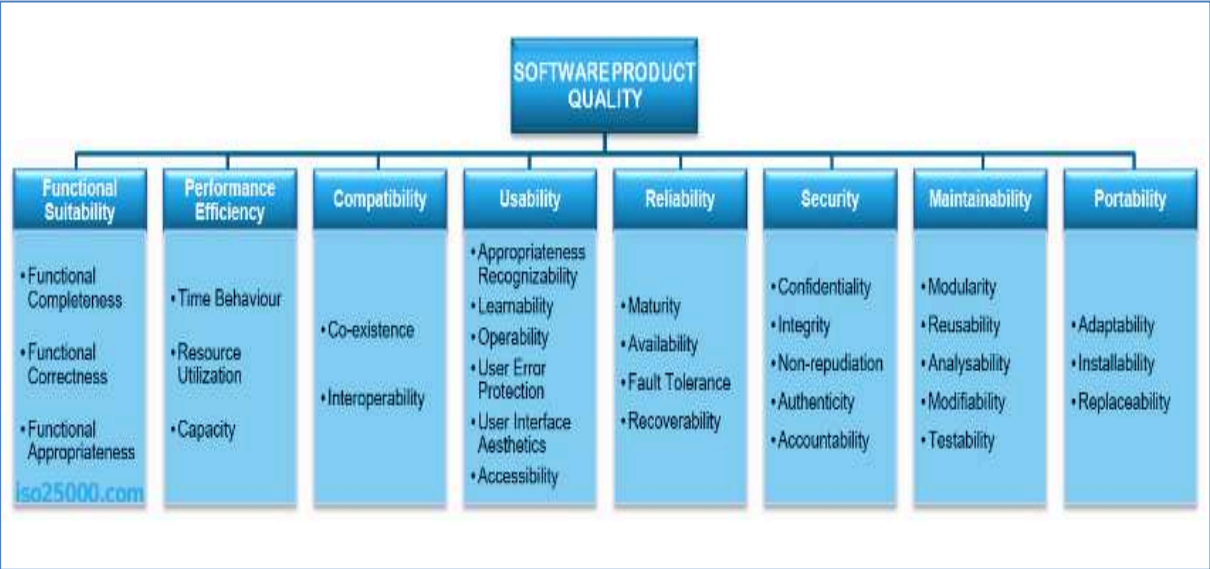 SOFTWARE PRODUCT
QUALITY
Functional
Suitability
• Functional
Completeness
• Functional
Correctness
• Functional
Appropriateness
iso25000.com
Performance
Efficiency
• Time Behaviour
• Resource
Utilization
• Capacity
Compatibility
• Co-existence
• Interoperability
Usability
• Appropriateness
Recognizability
• Learnability
• Operability
• User Error
Protection
• User Interface
Aesthetics
• Accessibility
Reliability
• Maturity
• Availability
• Fault Tolerance
• Recoverability
Security
• Confidentiality
• Integrity
• Non-repudiation
• Authenticity
• Accountability
Maintainability
• Modularity
• Reusability
• Analysability
• Modifiability
• Testability
Portability
• Adaptability
• Installability
• Replaceability